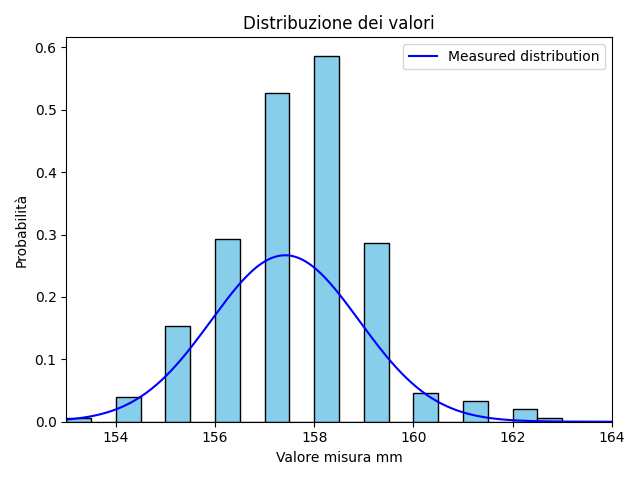 Distribuzione dei valori
Measured distribution
0.6
0.5
0.4
0.3
0.2
0.1
0.0
Probabilità
154 156 158 160 162 164
Valore misura mm